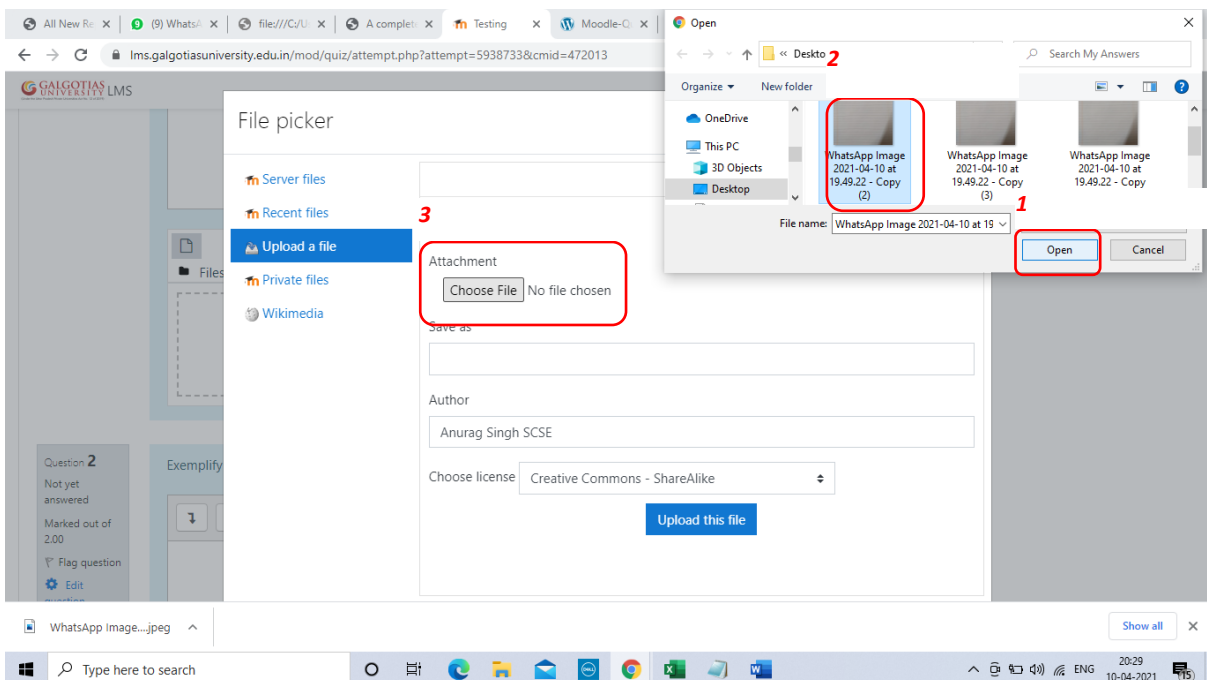 All New Re
(9) WhatsA
file:///C:/U
A complet
Testing
Moodle-Q
lms.galgotiasuniversity.edu.in/mod/quiz/attempt.php?attempt=5938733&cmid=472013
GALGOTIAS
UNIVERSITY LMS
Open
« Deskto
2
Search My Answers
Organize
New folder
OneDrive
This PC
3D Objects
Desktop
WhatsApp Image
2021-04-10 at
19.49.22 - Copy
(2)
WhatsApp Image
2021-04-10 at
19.49.22 - Copy
(3)
WhatsApp Image
2021-04-10 at
19.49.22 - Copy
1
File name: WhatsApp Image 2021-04-10 at 19
Open
Cancel
File picker
Server files
Recent files
Upload a file
Private files
Wikimedia
3
Attachment
Choose File No file chosen
Save as
Author
Anurag Singh SCSE
Choose license Creative Commons - ShareAlike
Upload this file
Files
Question 2
Not yet
answered
Marked out of
2.00
Flag question
Edit
question
Exemplify
WhatsApp Image....jpeg
Show all
Type here to search
DELL
ENG
20:29
10-04-2021
15